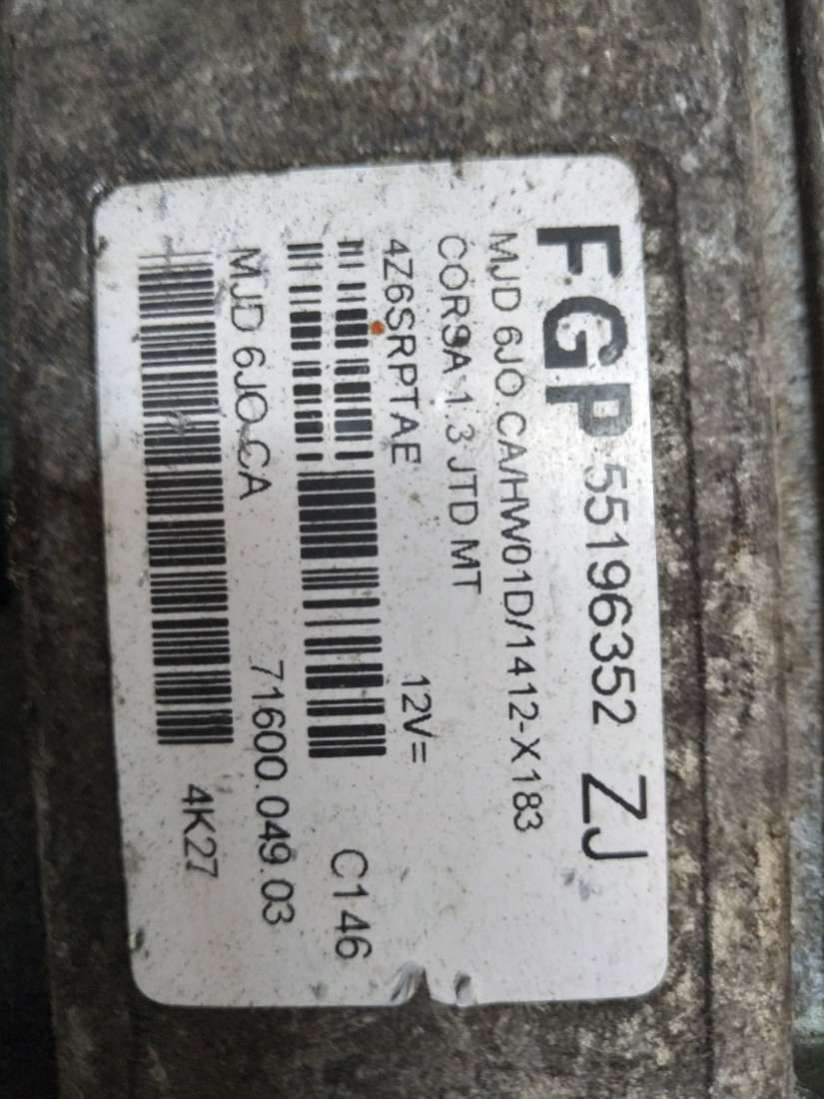 FGP 55196352 ZJ
MJD 6JO.CA/HW01D/1412-X183
CORSA 1.3 JTD MT
4Z6SRPTAE 12V=
C146
MJD 6JO.CA 71600.049.03
4K27